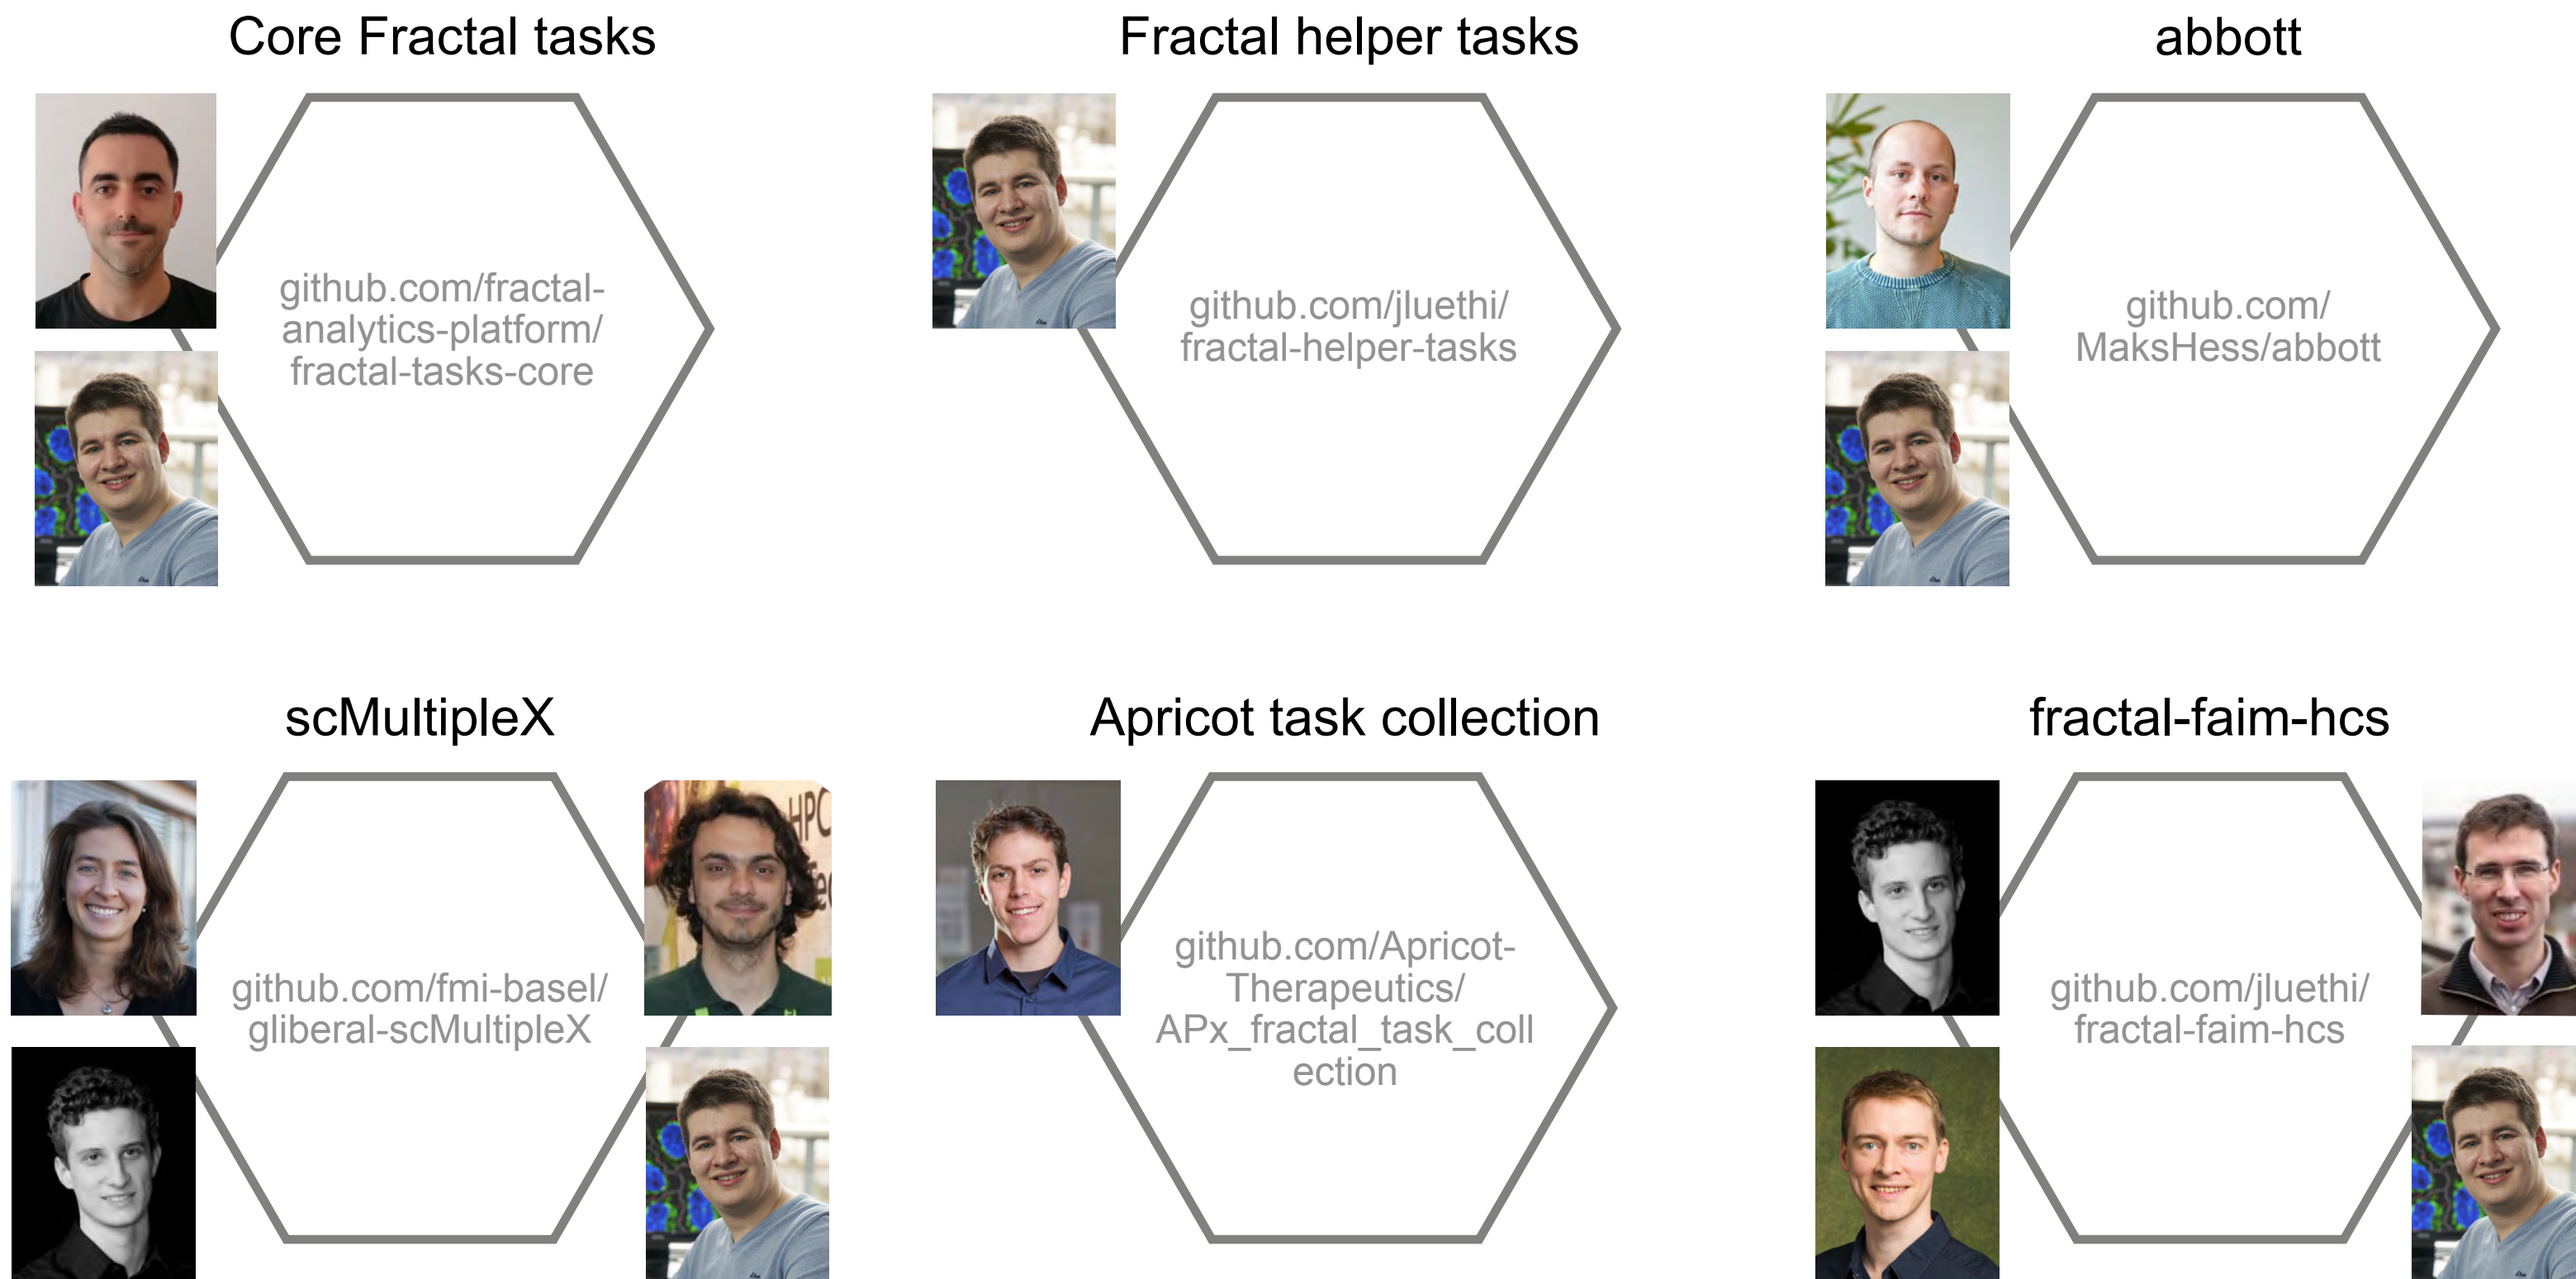 Core Fractal tasks
Fractal helper tasks
abbott
github.com/fractal-
analytics-platform/
fractal-tasks-core
github.com/jluethi/
fractal-helper-tasks
github.com/
MaksHess/abbott
scMultipleX
Apricot task collection
fractal-faim-hcs
HPC
github.com/fmi-basel/
gliberal-scMultipleX
github.com/Apricot-
Therapeutics/
APx_fractal_task_coll
ection
github.com/jluethi/
fractal-faim-hcs